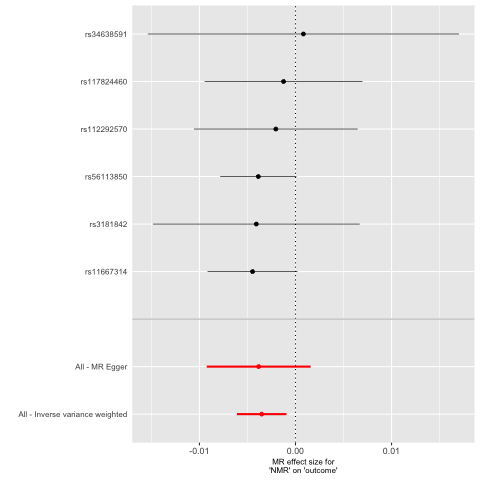 rs34638591
rs117824460
rs112292570
rs56113850
rs3181842
rs11667314
All - MR Egger
All - Inverse variance weighted
-0.01
0.00
0.01
MR effect size for
'NMR' on 'outcome'